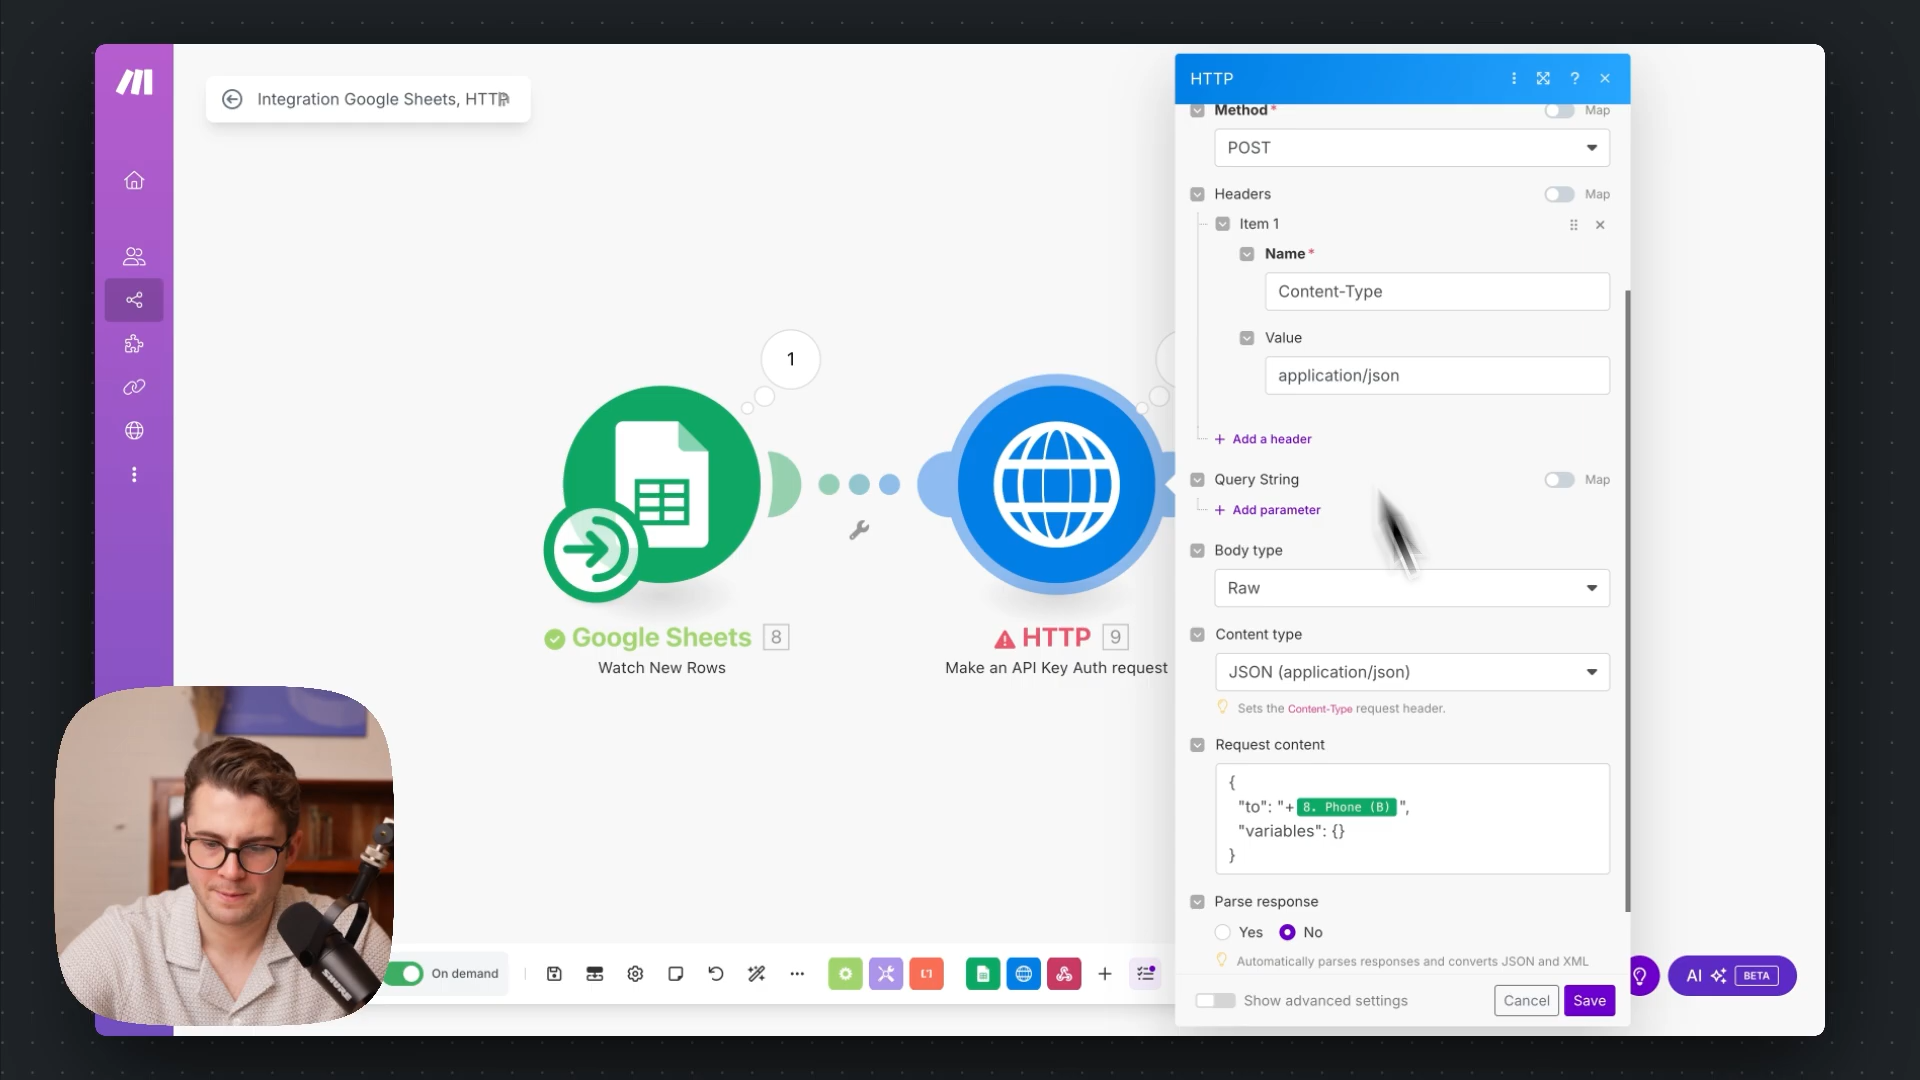 Integration Google Sheets, HTTP
HTTP
?
Method *
Map
POST
Headers
Map
Item 1
Name *
Content-Type
Value
application/json
+ Add a header
Query String
Map
+ Add parameter
Body type
Raw
Content type
JSON (application/json)
Sets the Content-Type request header.
Request content
{
"to": "+ 8. Phone (B) ",
"variables": {}
}
Parse response
Yes
No
Automatically parses responses and converts JSON and XML
Show advanced settings
Cancel
Save
1
Google Sheets 8
Watch New Rows
HTTP 9
Make an API Key Auth request
On demand
AI BETA
SHURE